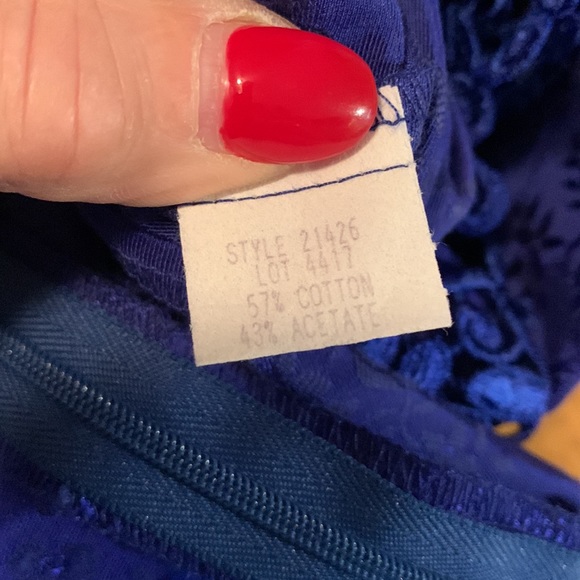 STYLE 21426
LOT 4417
57% COTTON
43% ACETATE